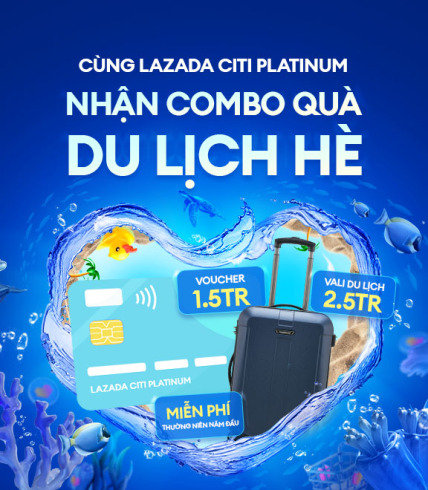 CÙNG LAZADA CITI PLATINUM
NHẬN COMBO QUÀ
DU LỊCH HÈ
VOUCHER
1.5TR
VALI DU LỊCH
2.5TR
LAZADA CITI PLATINUM
MIỄN PHÍ
THƯỜNG NIÊN NĂM ĐẦU